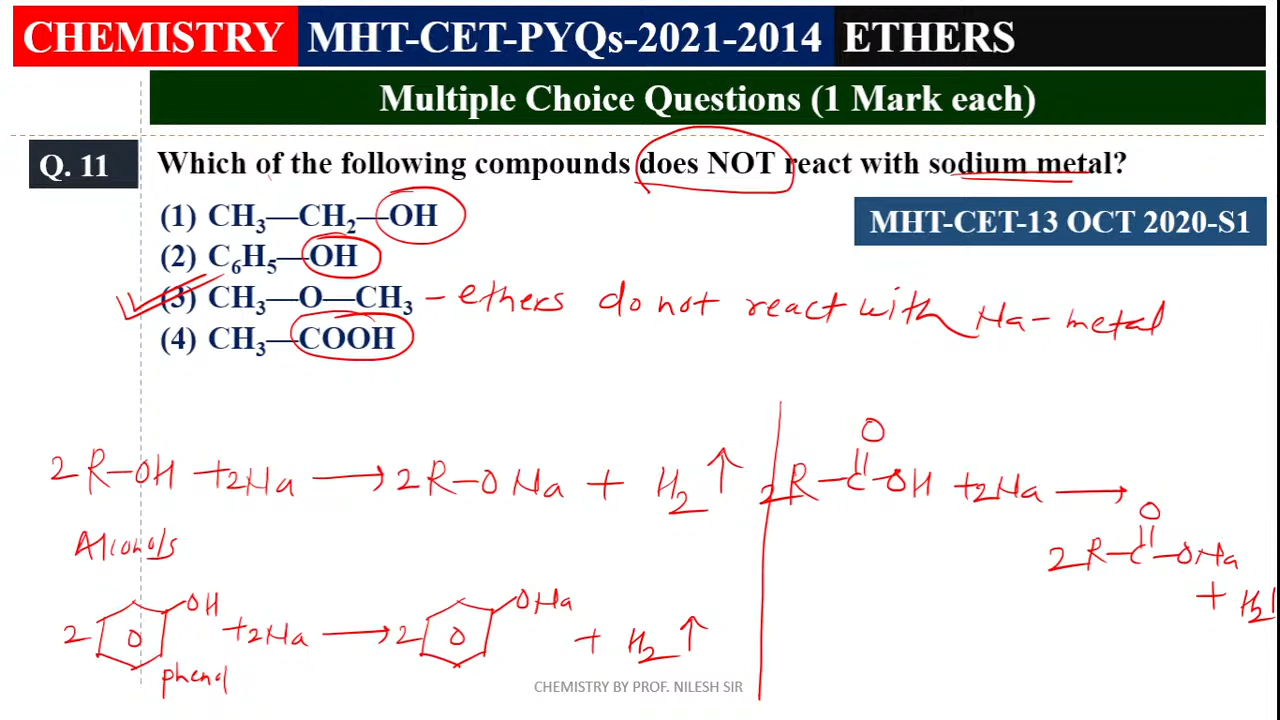 CHEMISTRY MHT-CET-PYQs-2021-2014 ETHERS
Multiple Choice Questions (1 Mark each)
Q. 11 Which of the following compounds does NOT react with sodium metal?
(1) CH₃—CH₂—OH
MHT-CET-13 OCT 2020-S1
(2) C₆H₅—OH
(3) CH₃—O—CH₃ – ethers do not react with Na-metal
(4) CH₃—COOH
2R–OH + 2Na ⟶ 2R–ONa + H₂ ↑
Alcohols
2 OH + 2Na ⟶ 2 ONa + H₂ ↑
phenol
O
2R–C–OH + 2Na ⟶
O
2R–C–ONa
+ H₂↑
CHEMISTRY BY PROF. NILESH SIR